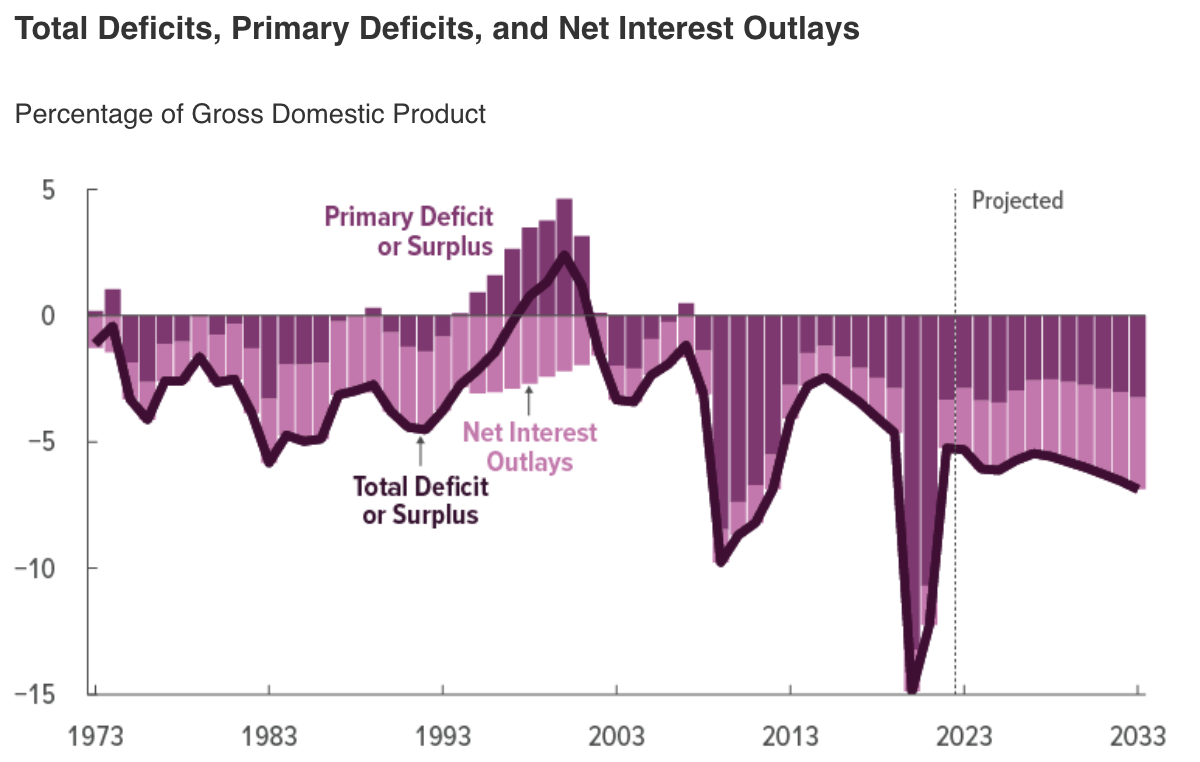 Total Deficits, Primary Deficits, and Net Interest Outlays
Percentage of Gross Domestic Product
5
Projected
Primary Deficit
or Surplus
0
−5
Net Interest
Outlays
Total Deficit
or Surplus
−10
−15
1973
1983
1993
2003
2013
2023
2033